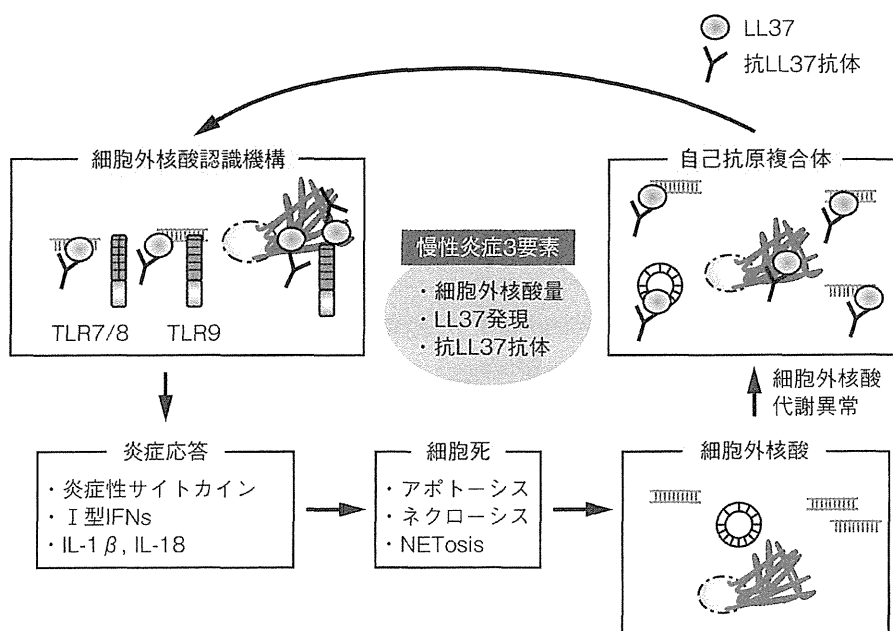 LL37
抗LL37抗体
細胞外核酸認識機構
TLR7/8
TLR9
慢性炎症3要素
・細胞外核酸量
・LL37発現
・抗LL37抗体
自己抗原複合体
細胞外核酸
代謝異常
炎症応答
・炎症性サイトカイン
・Ⅰ型IFNs
・IL-1β, IL-18
細胞死
・アポトーシス
・ネクローシス
・NETosis
細胞外核酸